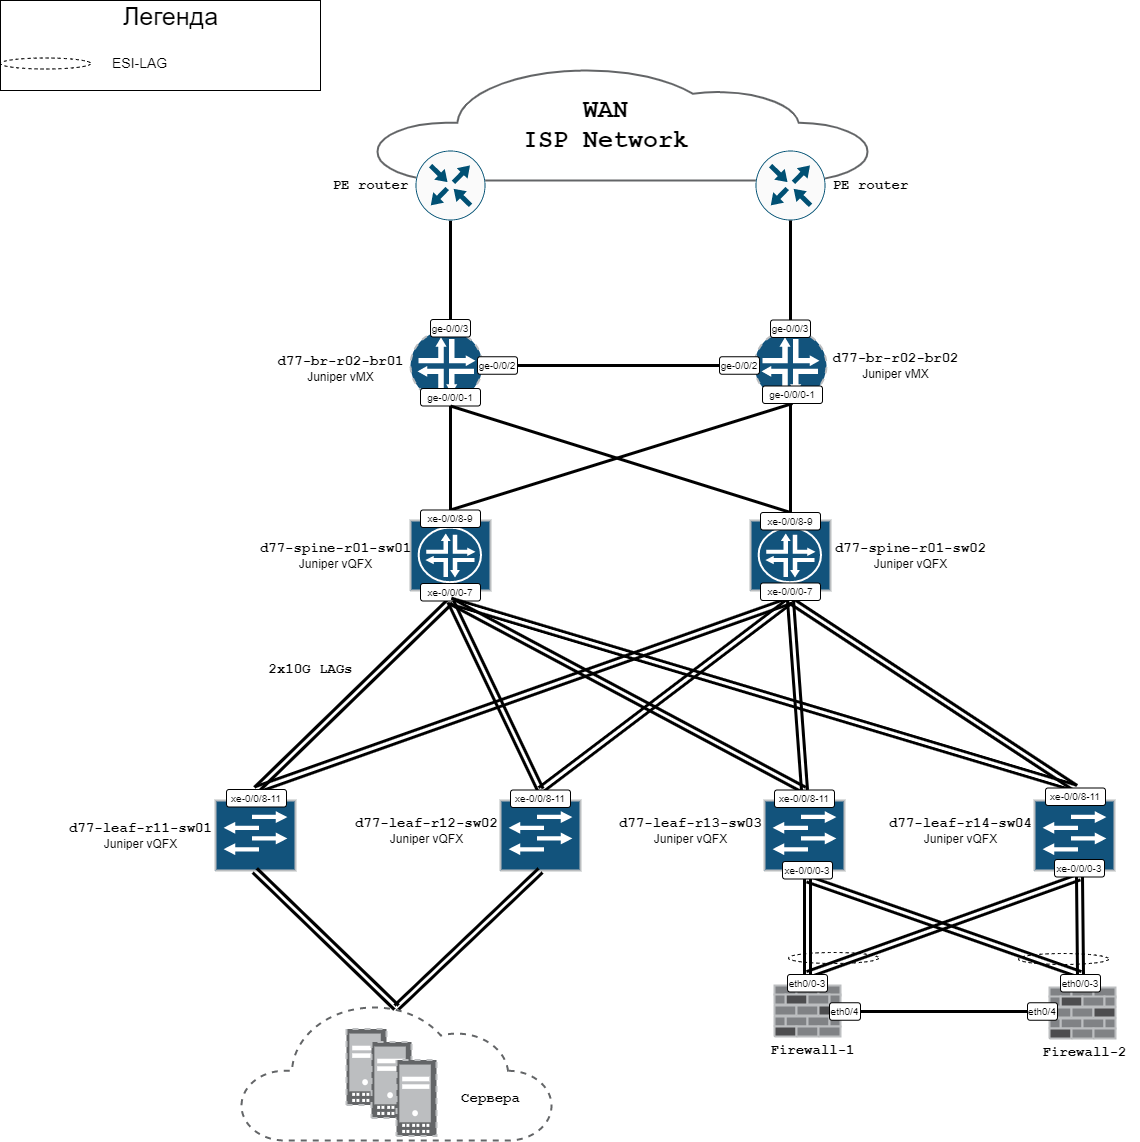 Легенда
ESI-LAG
WAN
ISP Network
PE router
PE router
ge-0/0/3
ge-0/0/3
d77-br-r02-br01
Juniper vMX
ge-0/0/2
ge-0/0/2
d77-br-r02-br02
Juniper vMX
ge-0/0/0-1
ge-0/0/0-1
xe-0/0/8-9
xe-0/0/8-9
d77-spine-r01-sw01
Juniper vQFX
d77-spine-r01-sw02
Juniper vQFX
xe-0/0/0-7
xe-0/0/0-7
2x10G LAGs
xe-0/0/8-11
xe-0/0/8-11
xe-0/0/8-11
xe-0/0/8-11
d77-leaf-r11-sw01
Juniper vQFX
d77-leaf-r12-sw02
Juniper vQFX
d77-leaf-r13-sw03
Juniper vQFX
d77-leaf-r14-sw04
Juniper vQFX
xe-0/0/0-3
xe-0/0/0-3
eth0/0-3
eth0/0-3
eth0/4
eth0/4
Firewall-1
Firewall-2
Сервера